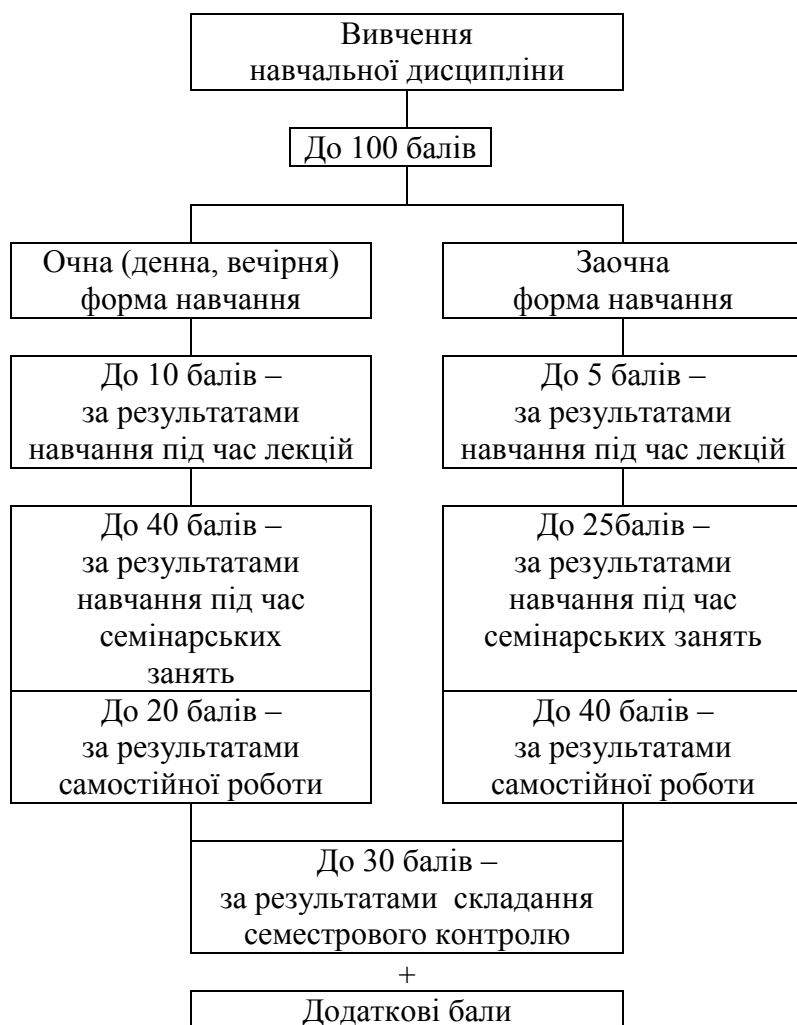 Вивчення
навчальної дисципліни
До 100 балів
Очна (денна, вечірня)
форма навчання
Заочна
форма навчання
До 10 балів –
за результатами
навчання під час лекцій
До 5 балів –
за результатами
навчання під час лекцій
До 40 балів –
за результатами
навчання під час
семінарських
занять
До 25балів –
за результатами
навчання під час
семінарських занять
До 20 балів –
за результатами
самостійної роботи
До 40 балів –
за результатами
самостійної роботи
До 30 балів –
за результатами складання
семестрового контролю
+
Додаткові бали